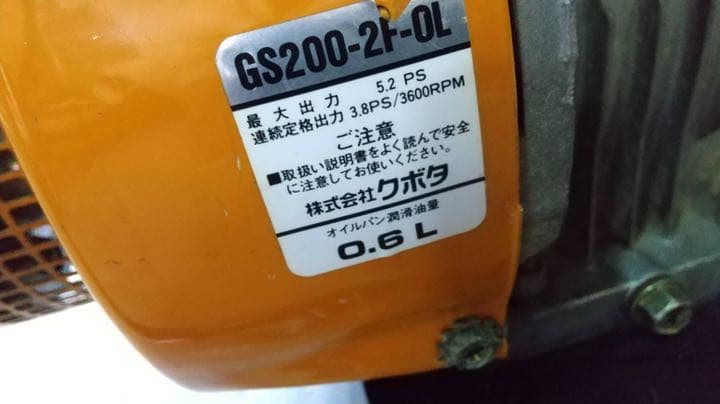 GS200-2F-OL
最大出力 5.2 PS
連続定格出力 3.8PS/3600RPM
ご注意
■取扱い説明書をよく読んで安全
に注意してお使いください。
株式会社クボタ
オイルパン潤滑油量
0.6 L